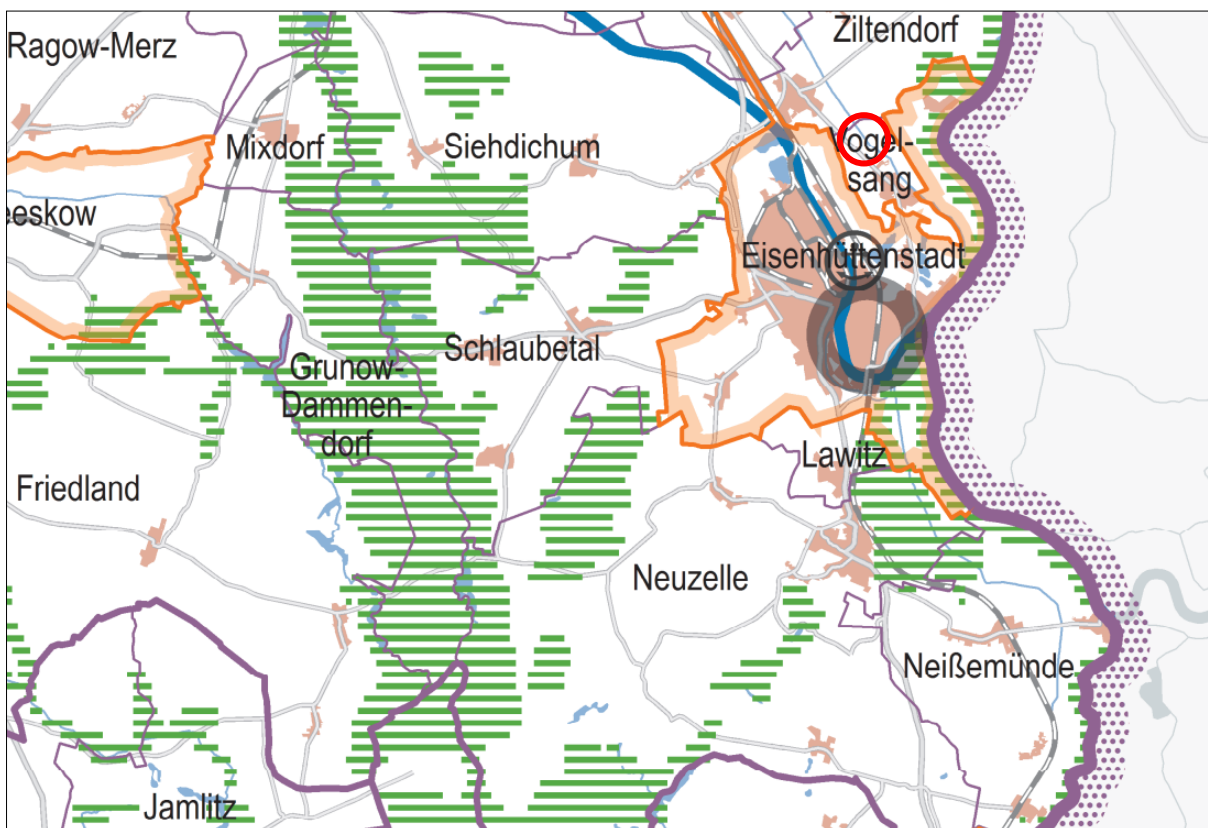 Ziltendorf
Ragow-Merz
Vogel-
sang
Mixdorf
Siehdichum
eeskow
Eisenhüttenstadt
Schlaubetal
Grunow-
Dammen-
dorf
Lawitz
Friedland
Neuzelle
Neißemünde
Jamlitz